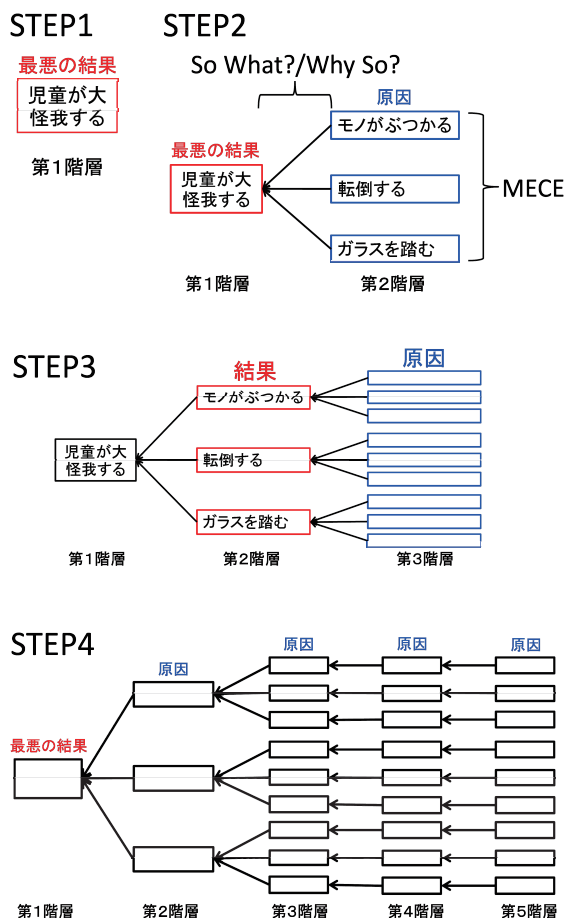 STEP1
最悪の結果
児童が大
怪我する
第1階層
STEP2
So What?/Why So?
原因
モノがぶつかる
最悪の結果
児童が大
怪我する
転倒する
MECE
ガラスを踏む
第1階層
第2階層
STEP3
結果
原因
モノがぶつかる
児童が大
怪我する
転倒する
ガラスを踏む
第1階層
第2階層
第3階層
STEP4
原因
原因
原因
原因
最悪の結果
第1階層
第2階層
第3階層
第4階層
第5階層